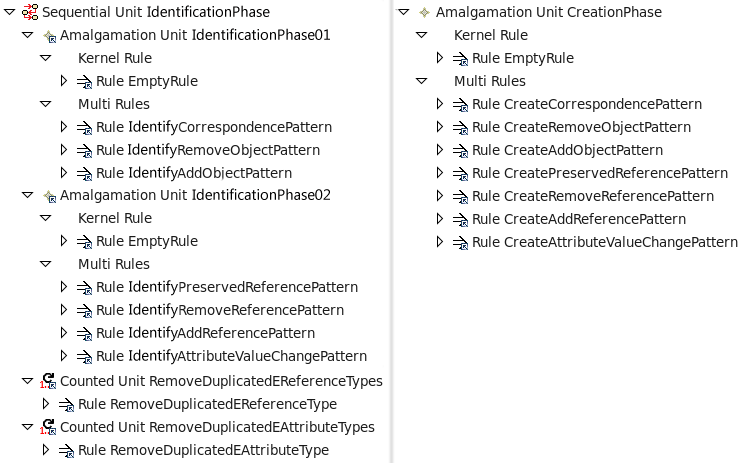 Sequential Unit IdentificationPhase
Amalgamation Unit IdentificationPhase01
Kernel Rule
Rule EmptyRule
Multi Rules
Rule IdentifyCorrespondencePattern
Rule IdentifyRemoveObjectPattern
Rule IdentifyAddObjectPattern
Amalgamation Unit IdentificationPhase02
Kernel Rule
Rule EmptyRule
Multi Rules
Rule IdentifyPreservedReferencePattern
Rule IdentifyRemoveReferencePattern
Rule IdentifyAddReferencePattern
Rule IdentifyAttributeValueChangePattern
Counted Unit RemoveDuplicatedEReferenceTypes
Rule RemoveDuplicatedEReferenceType
Counted Unit RemoveDuplicatedEAttributeTypes
Rule RemoveDuplicatedEAttributeType
Amalgamation Unit CreationPhase
Kernel Rule
Rule EmptyRule
Multi Rules
Rule CreateCorrespondencePattern
Rule CreateRemoveObjectPattern
Rule CreateAddObjectPattern
Rule CreatePreservedReferencePattern
Rule CreateRemoveReferencePattern
Rule CreateAddReferencePattern
Rule CreateAttributeValueChangePattern